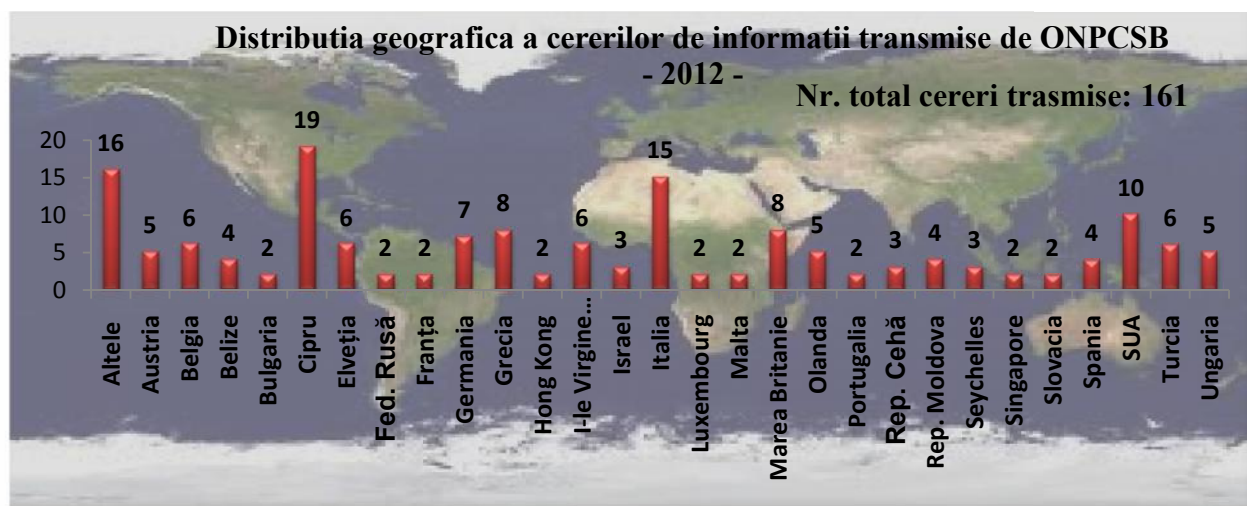 Distributia geografica a cererilor de informatii transmise de ONPCSB
- 2012 -
Nr. total cereri trasmise: 161
20
15
10
5
0
16
5
6
4
2
19
6
2
2
7
8
2
6
3
15
2
2
8
5
2
3
4
3
2
2
4
10
6
5
Altele
Austria
Belgia
Belize
Bulgaria
Cipru
Elveția
Fed. Rusă
Franța
Germania
Grecia
Hong Kong
I-le Virgine...
Israel
Italia
Luxembourg
Malta
Marea Britanie
Olanda
Portugalia
Rep. Cehă
Rep. Moldova
Seychelles
Singapore
Slovacia
Spania
SUA
Turcia
Ungaria